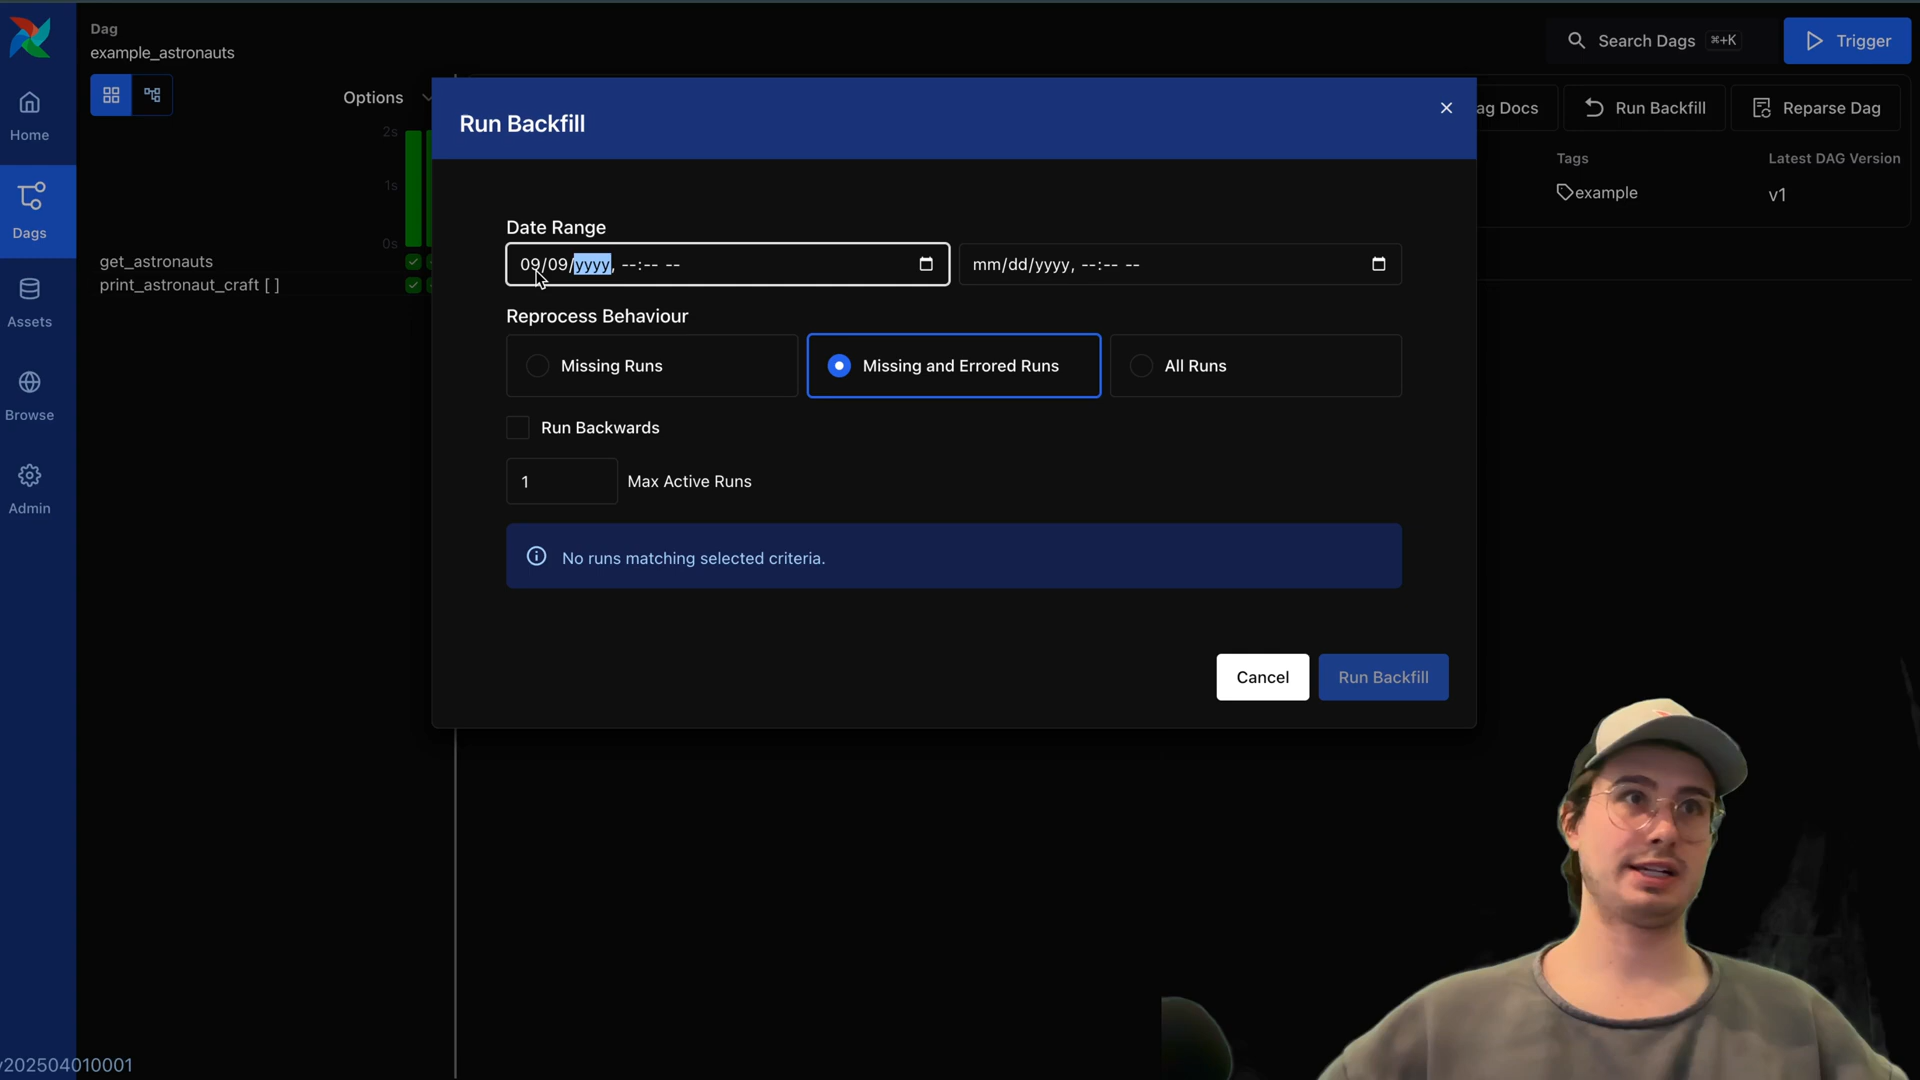 Dag
example_astronauts
Search Dags ⌘+K
Trigger
Options
ag Docs
Run Backfill
Reparse Dag
Home
Dags
Assets
Browse
Admin
2s
1s
0s
get_astronauts
print_astronaut_craft [ ]
Tags
example
Latest DAG Version
v1
Run Backfill
Date Range
09/09/yyyy, --:-- --
mm/dd/yyyy, --:-- --
Reprocess Behaviour
Missing Runs
Missing and Errored Runs
All Runs
Run Backwards
1
Max Active Runs
No runs matching selected criteria.
Cancel
Run Backfill
v202504010001